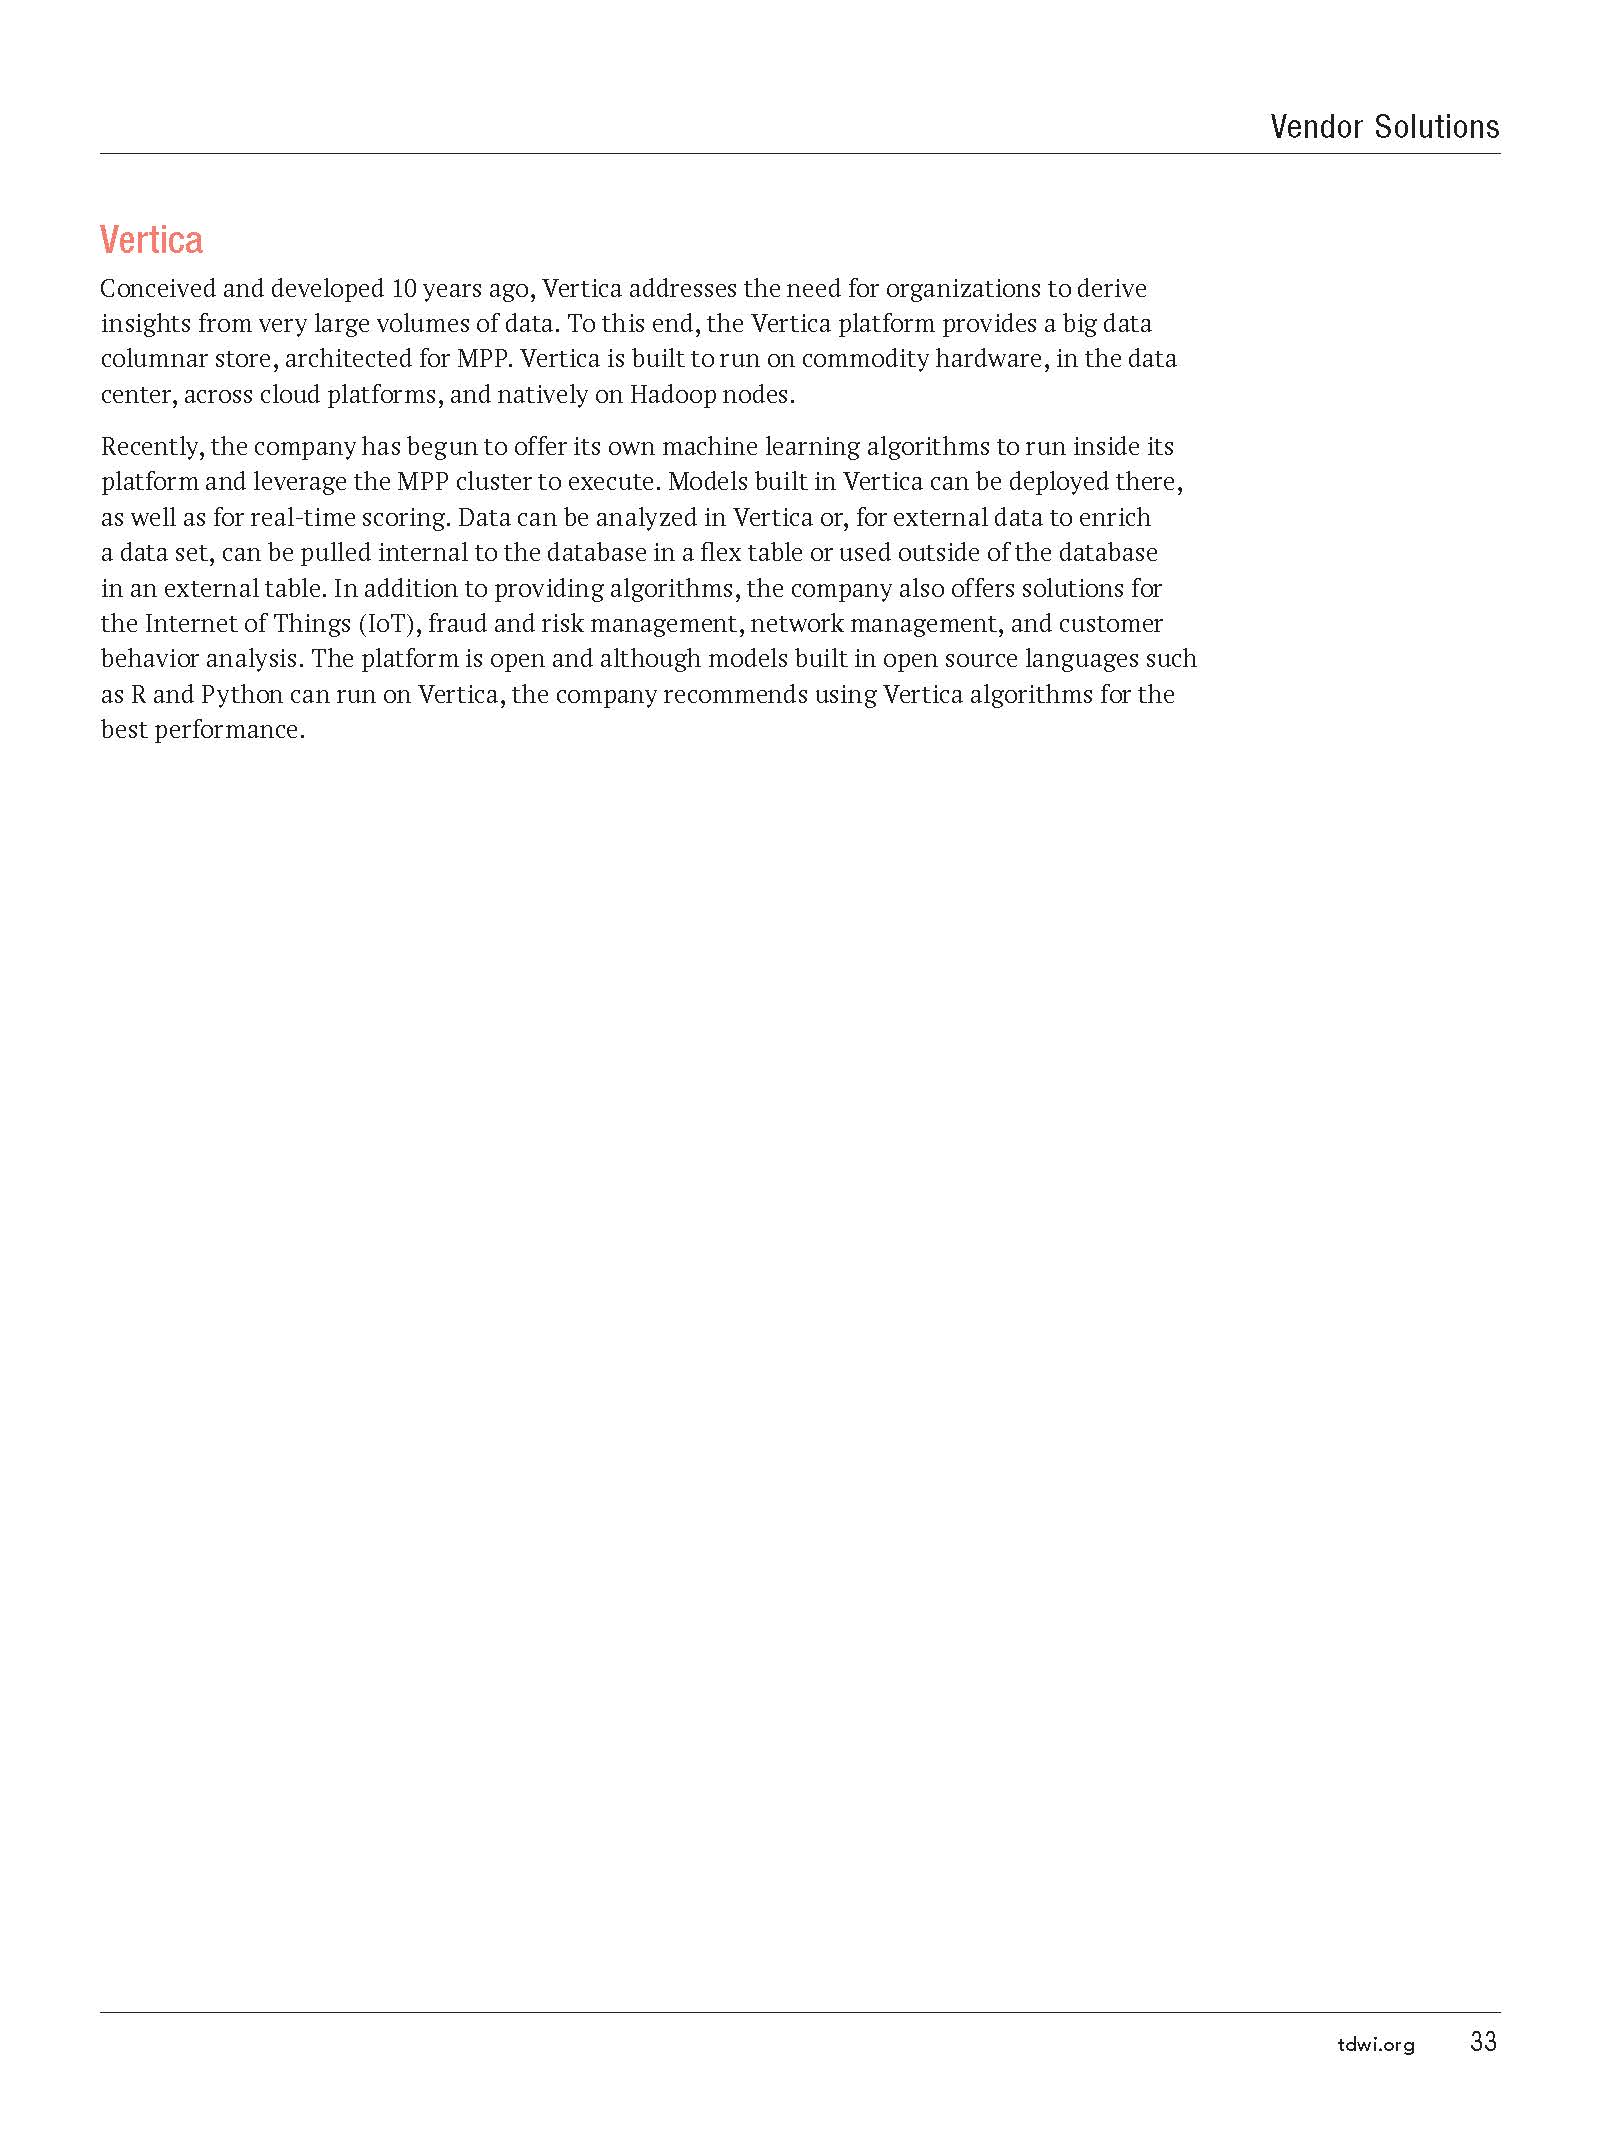 Vendor Solutions
Vertica
Conceived and developed 10 years ago, Vertica addresses the need for organizations to derive
insights from very large volumes of data. To this end, the Vertica platform provides a big data
columnar store, architected for MPP. Vertica is built to run on commodity hardware, in the data
center, across cloud platforms, and natively on Hadoop nodes.
Recently, the company has begun to offer its own machine learning algorithms to run inside its
platform and leverage the MPP cluster to execute. Models built in Vertica can be deployed there,
as well as for real-time scoring. Data can be analyzed in Vertica or, for external data to enrich
a data set, can be pulled internal to the database in a flex table or used outside of the database
in an external table. In addition to providing algorithms, the company also offers solutions for
the Internet of Things (IoT), fraud and risk management, network management, and customer
behavior analysis. The platform is open and although models built in open source languages such
as R and Python can run on Vertica, the company recommends using Vertica algorithms for the
best performance.
tdwi.org 33